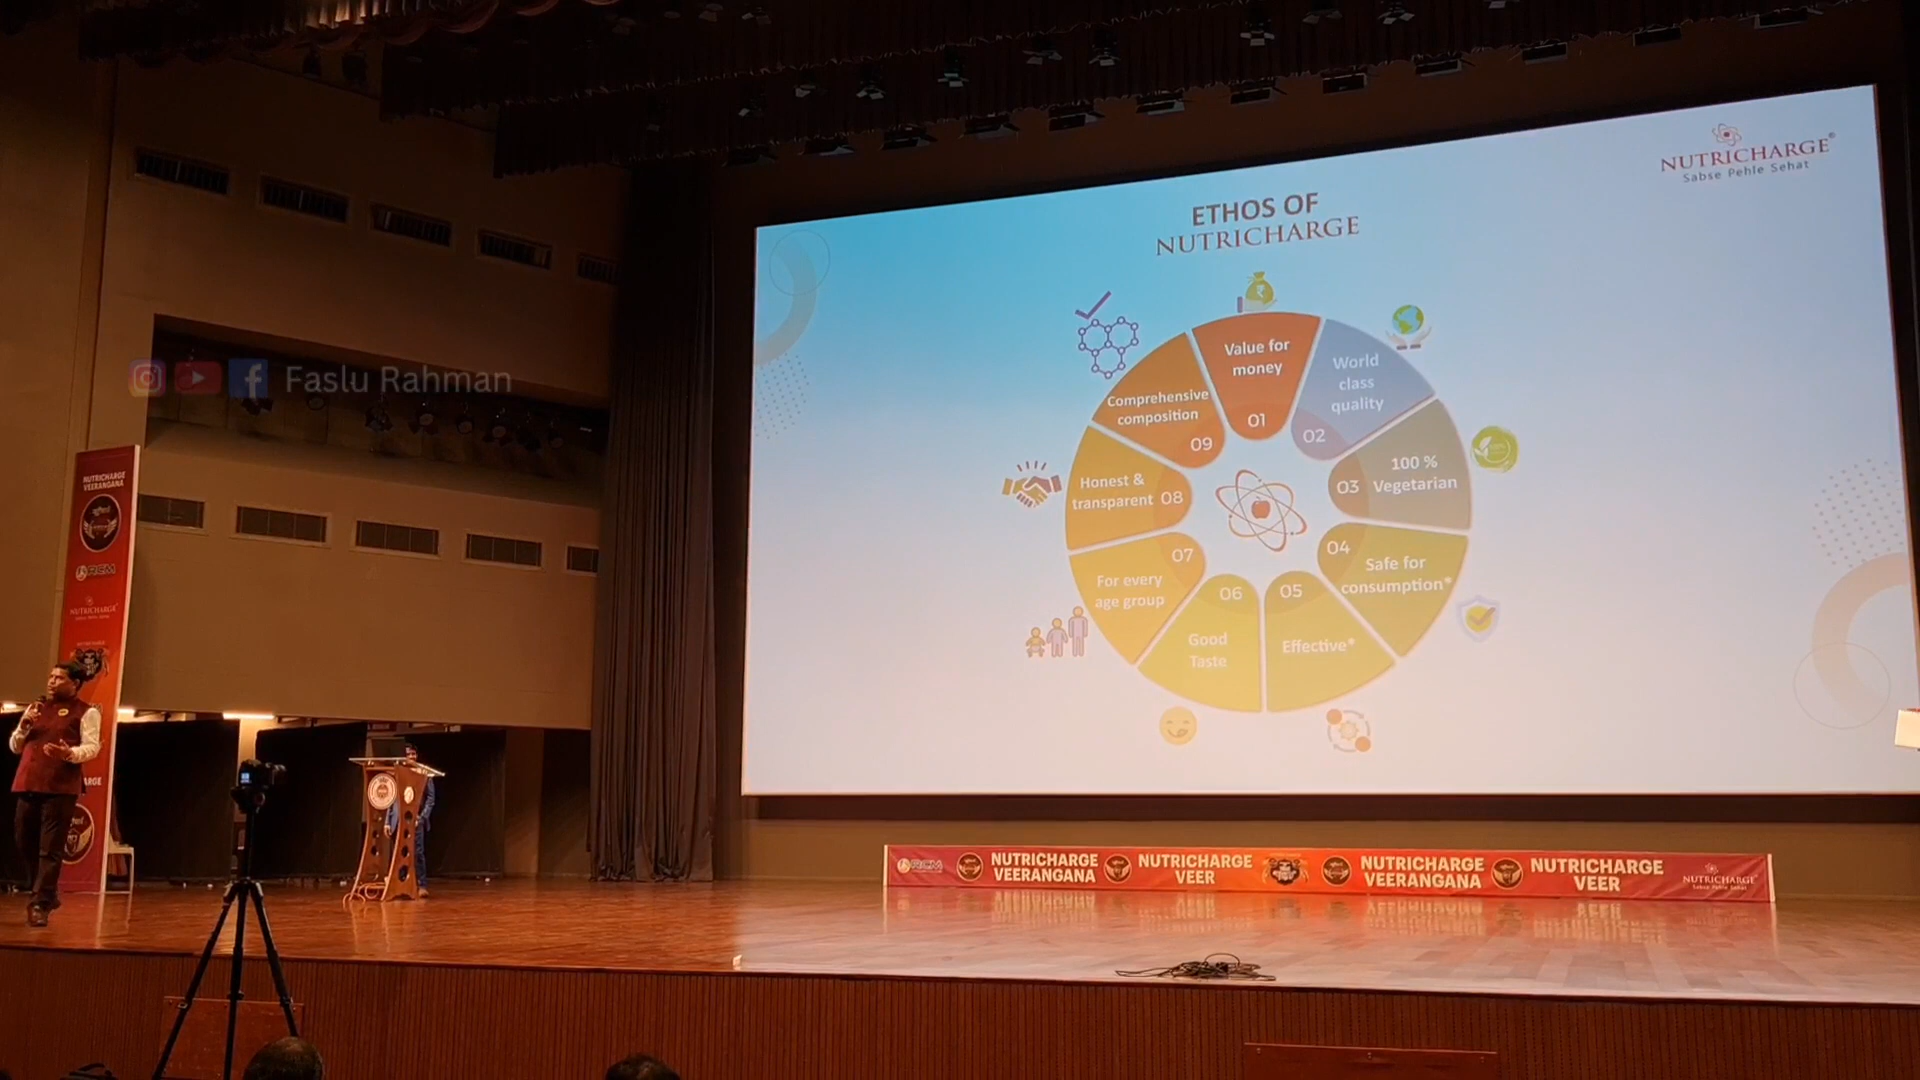 NUTRICHARGE®
Sabse Pehle Sehat
ETHOS OF
NUTRICHARGE
Value for
money
01
World
class
quality
02
100 %
Vegetarian
03
04
Safe for
consumption*
05
Effective*
06
Good
Taste
07
For every
age group
Honest &
transparent 08
Comprehensive
composition
09
Faslu Rahman
NUTRICHARGE
VEERANGANA
RCM
NUTRICHARGE
RCM
NUTRICHARGE
VEERANGANA
NUTRICHARGE
VEER
NUTRICHARGE
VEERANGANA
NUTRICHARGE
VEER
NUTRICHARGE
Sabse Pehle Sehat